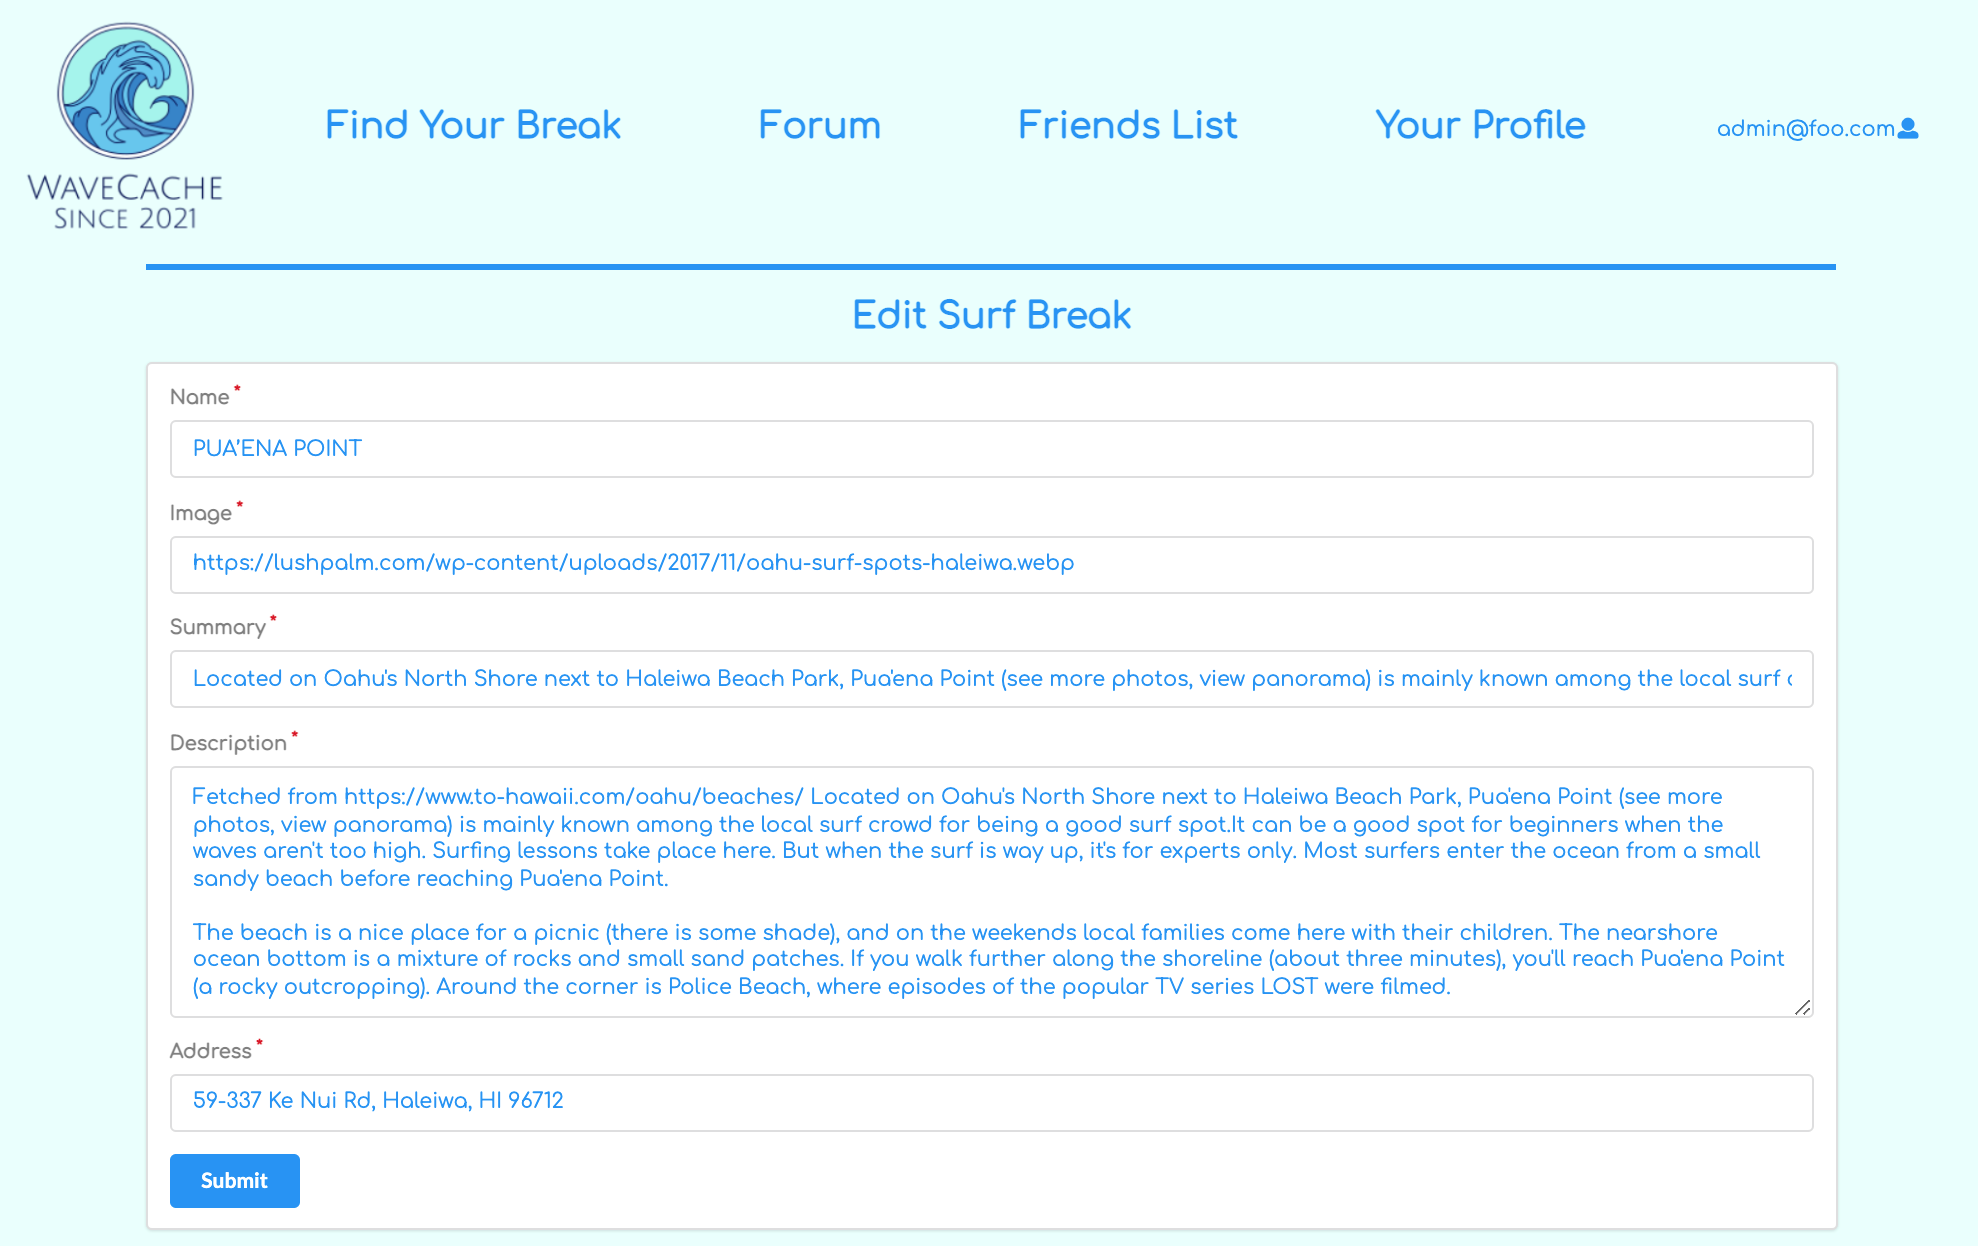 WAVECACHE
SINCE 2021
Find Your Break
Forum
Friends List
Your Profile
admin@foo.com
Edit Surf Break
Name*
PUA’ENA POINT
Image*
https://lushpalm.com/wp-content/uploads/2017/11/oahu-surf-spots-haleiwa.webp
Summary*
Located on Oahu's North Shore next to Haleiwa Beach Park, Pua'ena Point (see more photos, view panorama) is mainly known among the local surf
Description*
Fetched from https://www.to-hawaii.com/oahu/beaches/ Located on Oahu's North Shore next to Haleiwa Beach Park, Pua'ena Point (see more
photos, view panorama) is mainly known among the local surf crowd for being a good surf spot.It can be a good spot for beginners when the
waves aren't too high. Surfing lessons take place here. But when the surf is way up, it's for experts only. Most surfers enter the ocean from a small
sandy beach before reaching Pua'ena Point.
The beach is a nice place for a picnic (there is some shade), and on the weekends local families come here with their children. The nearshore
ocean bottom is a mixture of rocks and small sand patches. If you walk further along the shoreline (about three minutes), you'll reach Pua'ena Point
(a rocky outcropping). Around the corner is Police Beach, where episodes of the popular TV series LOST were filmed.
Address*
59-337 Ke Nui Rd, Haleiwa, HI 96712
Submit